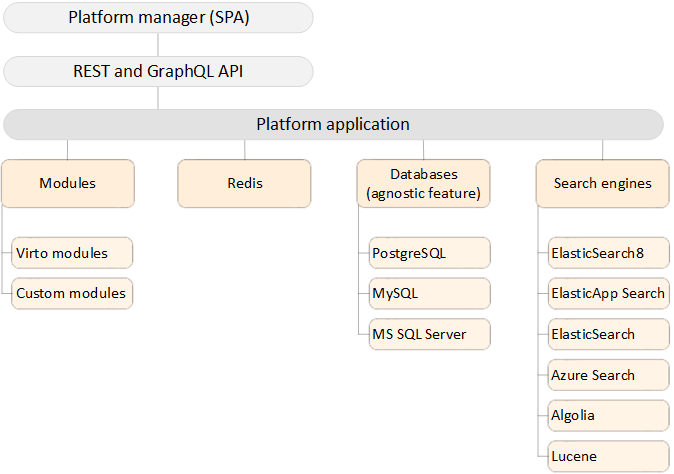 Platform manager (SPA)
REST and GraphQL API
Platform application
Modules
Virto modules
Custom modules
Redis
Databases
(agnostic feature)
PostgreSQL
MySQL
MS SQL Server
Search engines
ElasticSearch8
ElasticApp Search
ElasticSearch
Azure Search
Algolia
Lucene